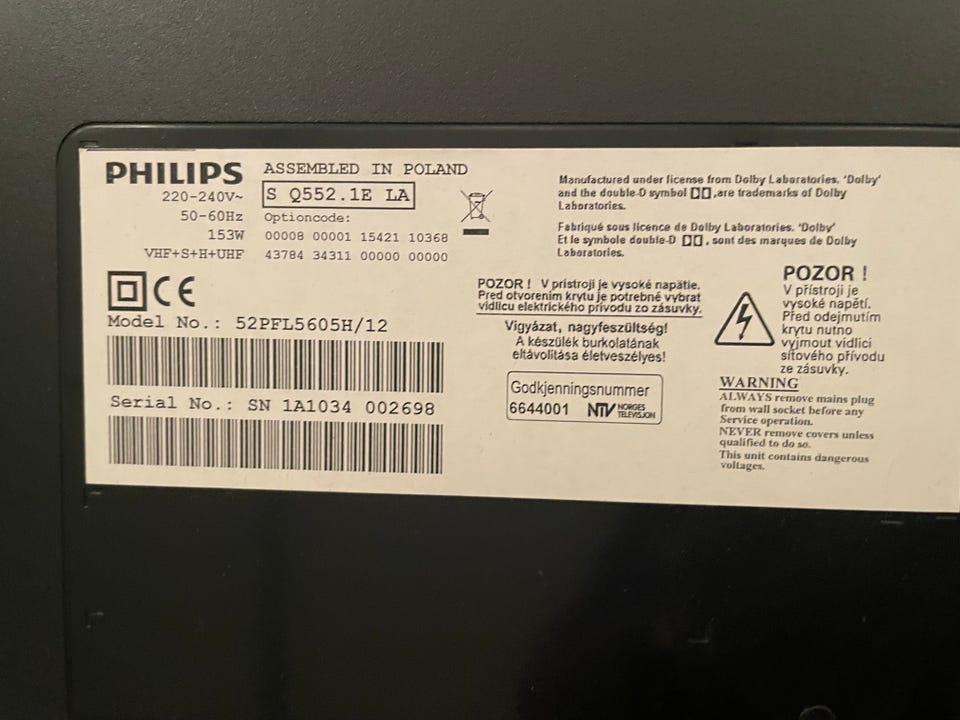 PHILIPS
220-240V~
50-60Hz
153W
VHF+S+H+UHF
ASSEMBLED IN POLAND
S Q552.1E LA
Optioncode:
00008 00001 15421 10368
43784 34311 00000 00000
CE
Model No.: 52PFL5605H/12
Serial No.: SN 1A1034 002698
Manufactured under license from Dolby Laboratories. 'Dolby'
and the double-D symbol DD ,are trademarks of Dolby
Laboratories.
Fabriqué sous licence de Dolby Laboratories. 'Dolby'
Et le symbole double-D DD , sont des marques de Dolby
Laboratories.
POZOR ! V prístroji je vysoké napätie.
Pred otvorením krytu je potrebné vybrat
vidlicu elektrického prívodu zo zásuvky.
Vigyázat, nagyfeszültség!
A készülék burkolatának
eltávolítása életveszélyes!
Godkjenningsnummer
6644001 NTV NORGES
TELEVISJON
POZOR !
V přístroji je
vysoké napětí.
Před odejmutím
krytu nutno
vyjmout vidlici
síťového přívodu
ze zásuvky.
WARNING
ALWAYS remove mains plug
from wall socket before any
Service operation.
NEVER remove covers unless
qualified to do so.
This unit contains dangerous
voltages.